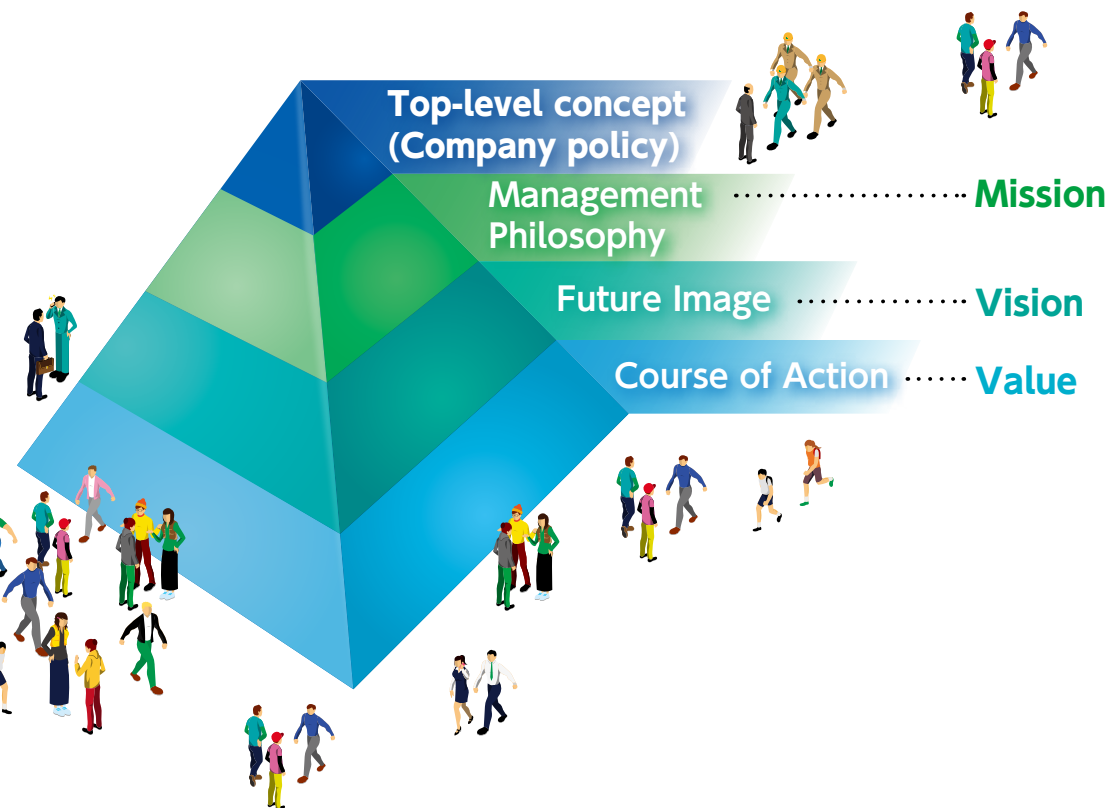 Top-level concept
(Company policy)
Management
Philosophy
Mission
Future Image
Vision
Course of Action
Value